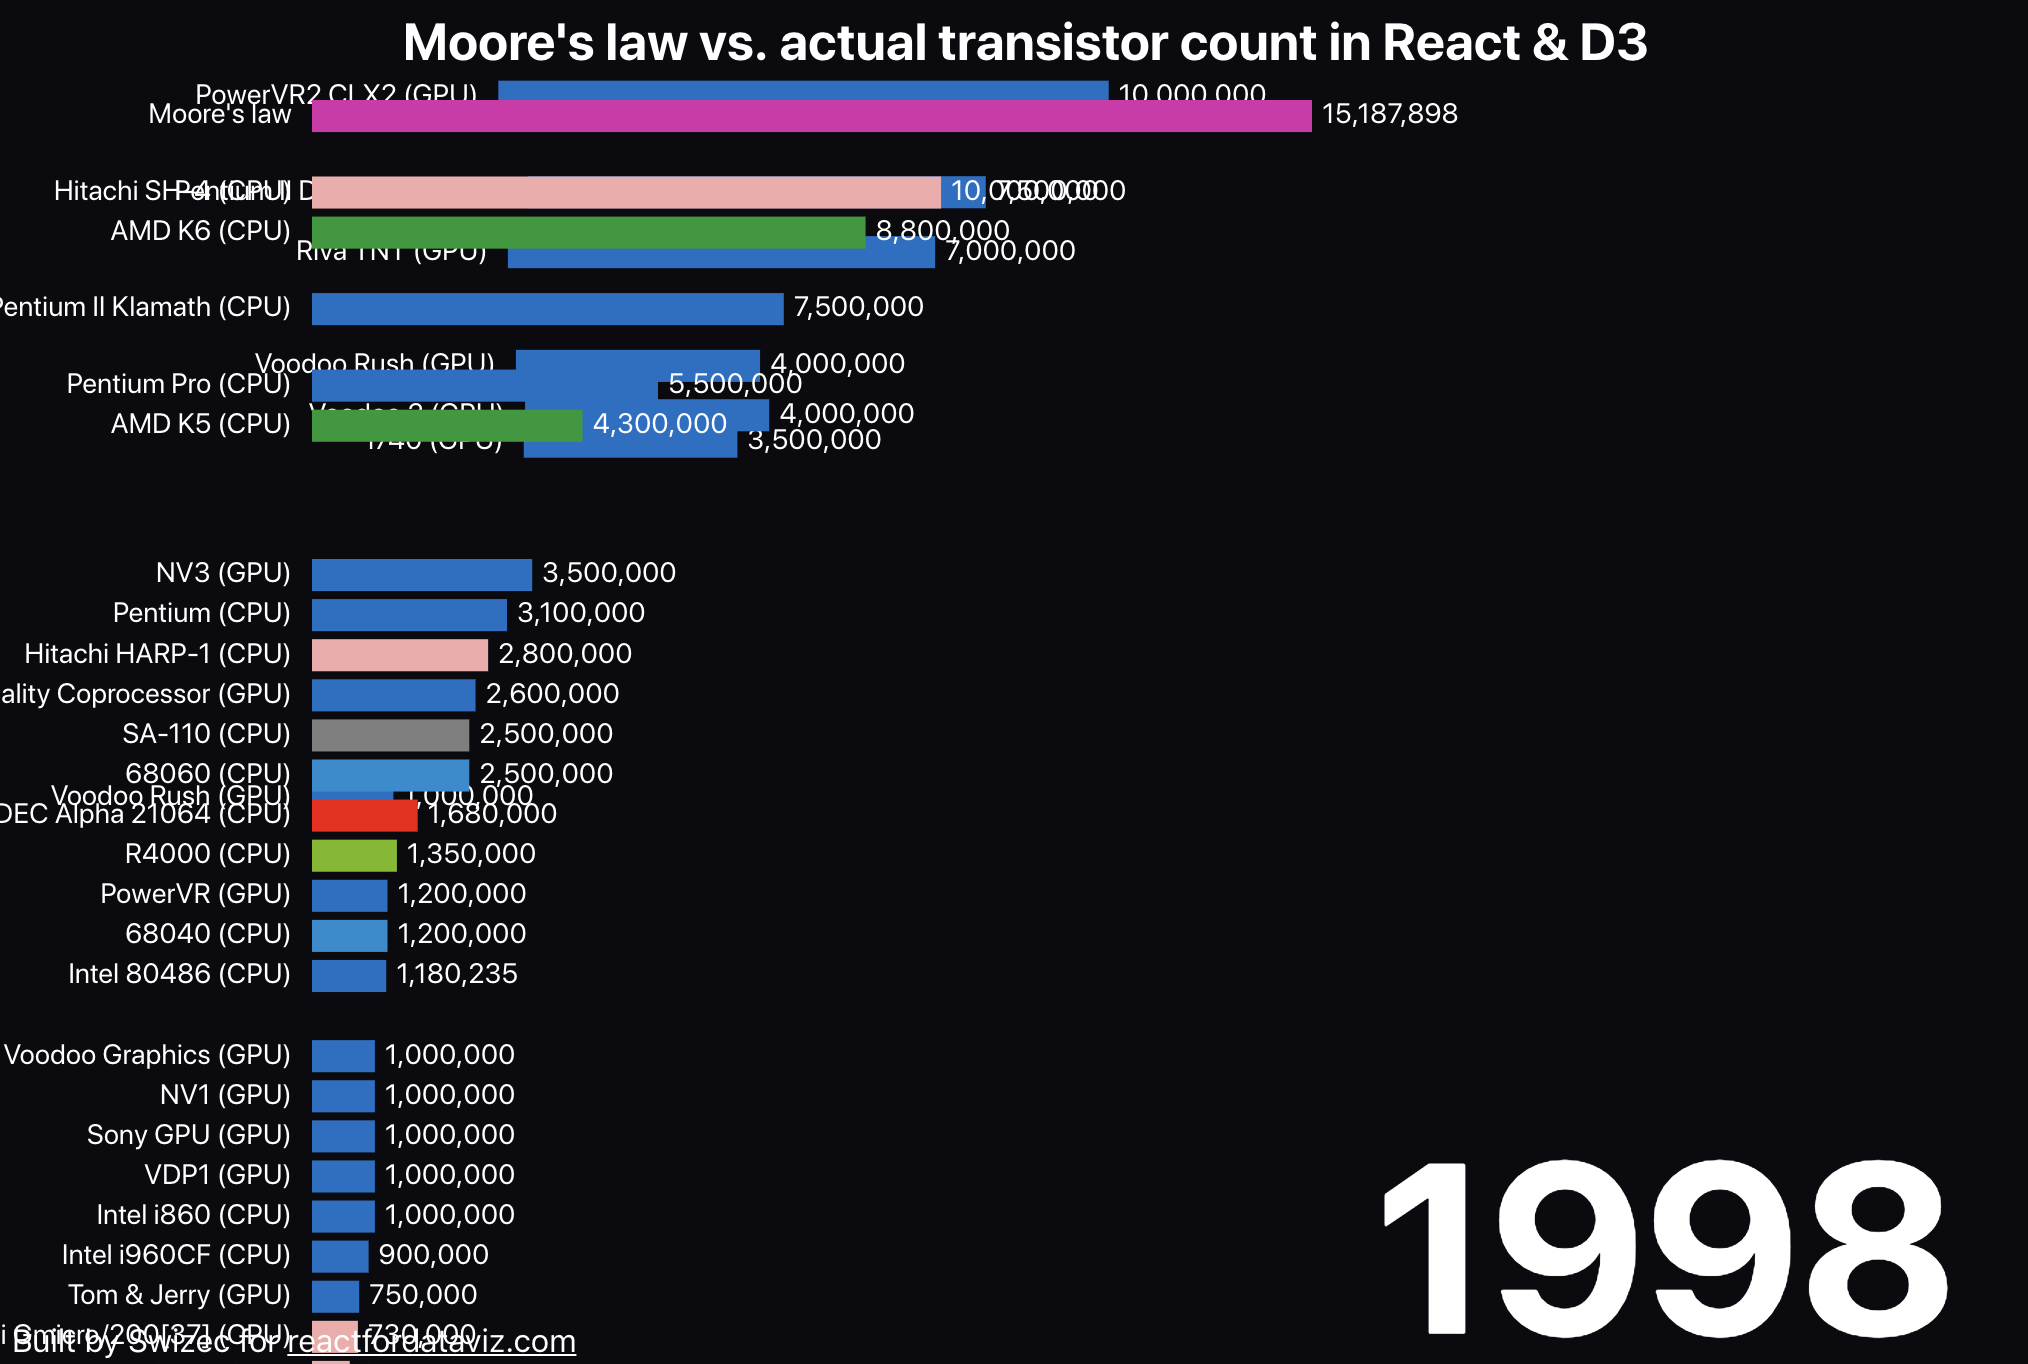 Moore's law vs. actual transistor count in React & D3
PowerVR2 CLX2 (GPU) 10,000,000
Moore's law 15,187,898
Hitachi SH-4 (CPU) 10,000,000
Pentium II D 7,500,000
AMD K6 (CPU) 8,800,000
Riva TNT (GPU) 7,000,000
Pentium II Klamath (CPU) 7,500,000
Voodoo Rush (GPU) 4,000,000
Pentium Pro (CPU) 5,500,000
Voodoo 2 (GPU) 4,000,000
AMD K5 (CPU) 4,300,000
i740 (GPU) 3,500,000
NV3 (GPU) 3,500,000
Pentium (CPU) 3,100,000
Hitachi HARP-1 (CPU) 2,800,000
ality Coprocessor (GPU) 2,600,000
SA-110 (CPU) 2,500,000
68060 (CPU) 2,500,000
Voodoo Rush (GPU) 1,000,000
DEC Alpha 21064 (CPU) 1,680,000
R4000 (CPU) 1,350,000
PowerVR (GPU) 1,200,000
68040 (CPU) 1,200,000
Intel 80486 (CPU) 1,180,235
Voodoo Graphics (GPU) 1,000,000
NV1 (GPU) 1,000,000
Sony GPU (GPU) 1,000,000
VDP1 (GPU) 1,000,000
Intel i860 (CPU) 1,000,000
Intel i960CF (CPU) 900,000
Tom & Jerry (GPU) 750,000
i Gmicro/200[37] (CPU) 730,000
Built by Swizec for reactfordataviz.com
1998